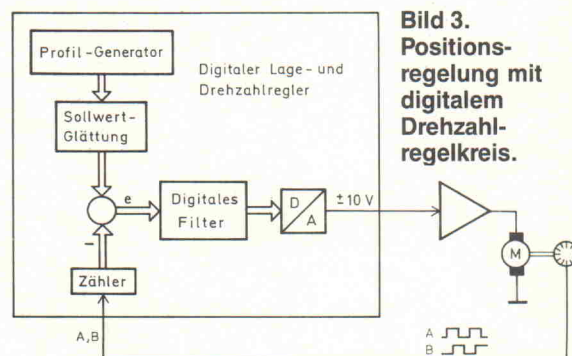 Profil-Generator
Digitaler Lage- und
Drehzahlregler
Sollwert-
Glättung
e
Digitales
Filter
D
A
±10 V
-
Zähler
A,B
M
A
B
Bild 3.
Positions-
regelung mit
digitalem
Drehzahl-
regelkreis.